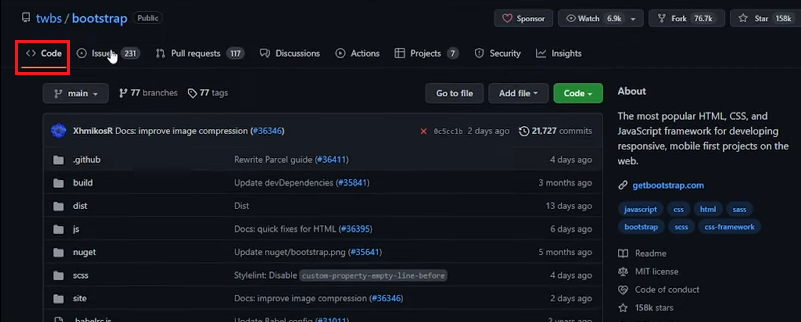 twbs / bootstrap Public Sponsor Watch 6.9k Fork 76.7k Star 158k
Code Issues 231 Pull requests 117 Discussions Actions Projects 7 Security Insights
main 77 branches 77 tags Go to file Add file Code
XhmikosR Docs: improve image compression (#36346) 0c5cc1b 2 days ago 21,727 commits
.github Rewrite Parcel guide (#36411) 4 days ago
build Update devDependencies (#35841) 3 months ago
dist Dist 13 days ago
js Docs: quick fixes for HTML (#36395) 6 days ago
nuget Update nuget/bootstrap.png (#35641) 5 months ago
scss Stylelint: Disable custom-property-empty-line-before 4 days ago
site Docs: improve image compression (#36346) 2 days ago
.babelrc.js Update Babel config (#31011) 2 years ago
About
The most popular HTML, CSS, and
JavaScript framework for developing
responsive, mobile first projects on the
web.
getbootstrap.com
javascript css html sass
bootstrap scss css-framework
Readme
MIT license
Code of conduct
158k stars